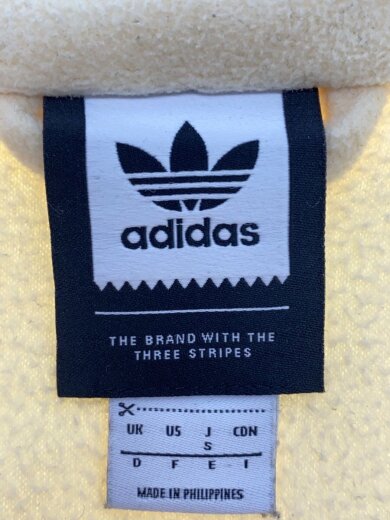 adidas
THE BRAND WITH THE
THREE STRIPES
UK US J CDN
S
D F E I
MADE IN PHILIPPINES